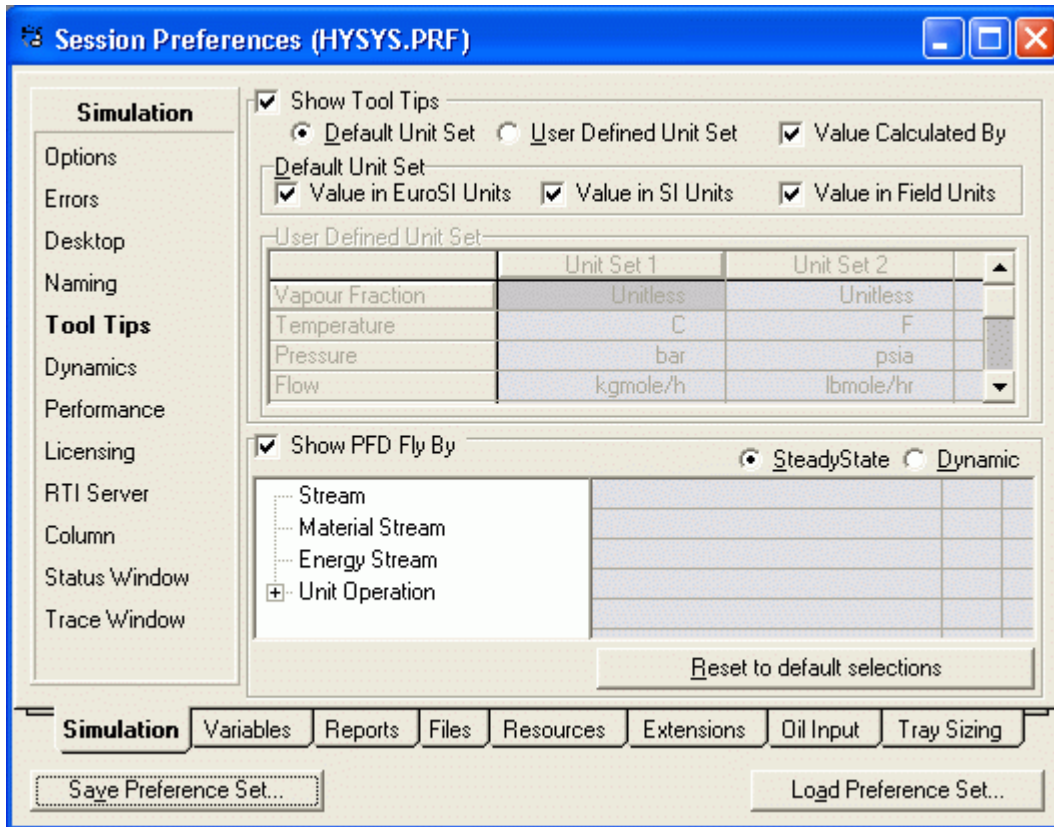 Session Preferences (HYSYS.PRF)
Simulation
Options
Errors
Desktop
Naming
Tool Tips
Dynamics
Performance
Licensing
RTI Server
Column
Status Window
Trace Window
Show Tool Tips
Default Unit Set User Defined Unit Set Value Calculated By
Default Unit Set
Value in EuroSI Units Value in SI Units Value in Field Units
User Defined Unit Set
Unit Set 1 Unit Set 2
Vapour Fraction Unitless Unitless
Temperature C F
Pressure bar psia
Flow kgmole/h lbmole/hr
Show PFD Fly By
SteadyState Dynamic
Stream
Material Stream
Energy Stream
Unit Operation
Reset to default selections
Simulation Variables Reports Files Resources Extensions Oil Input Tray Sizing
Save Preference Set... Load Preference Set...